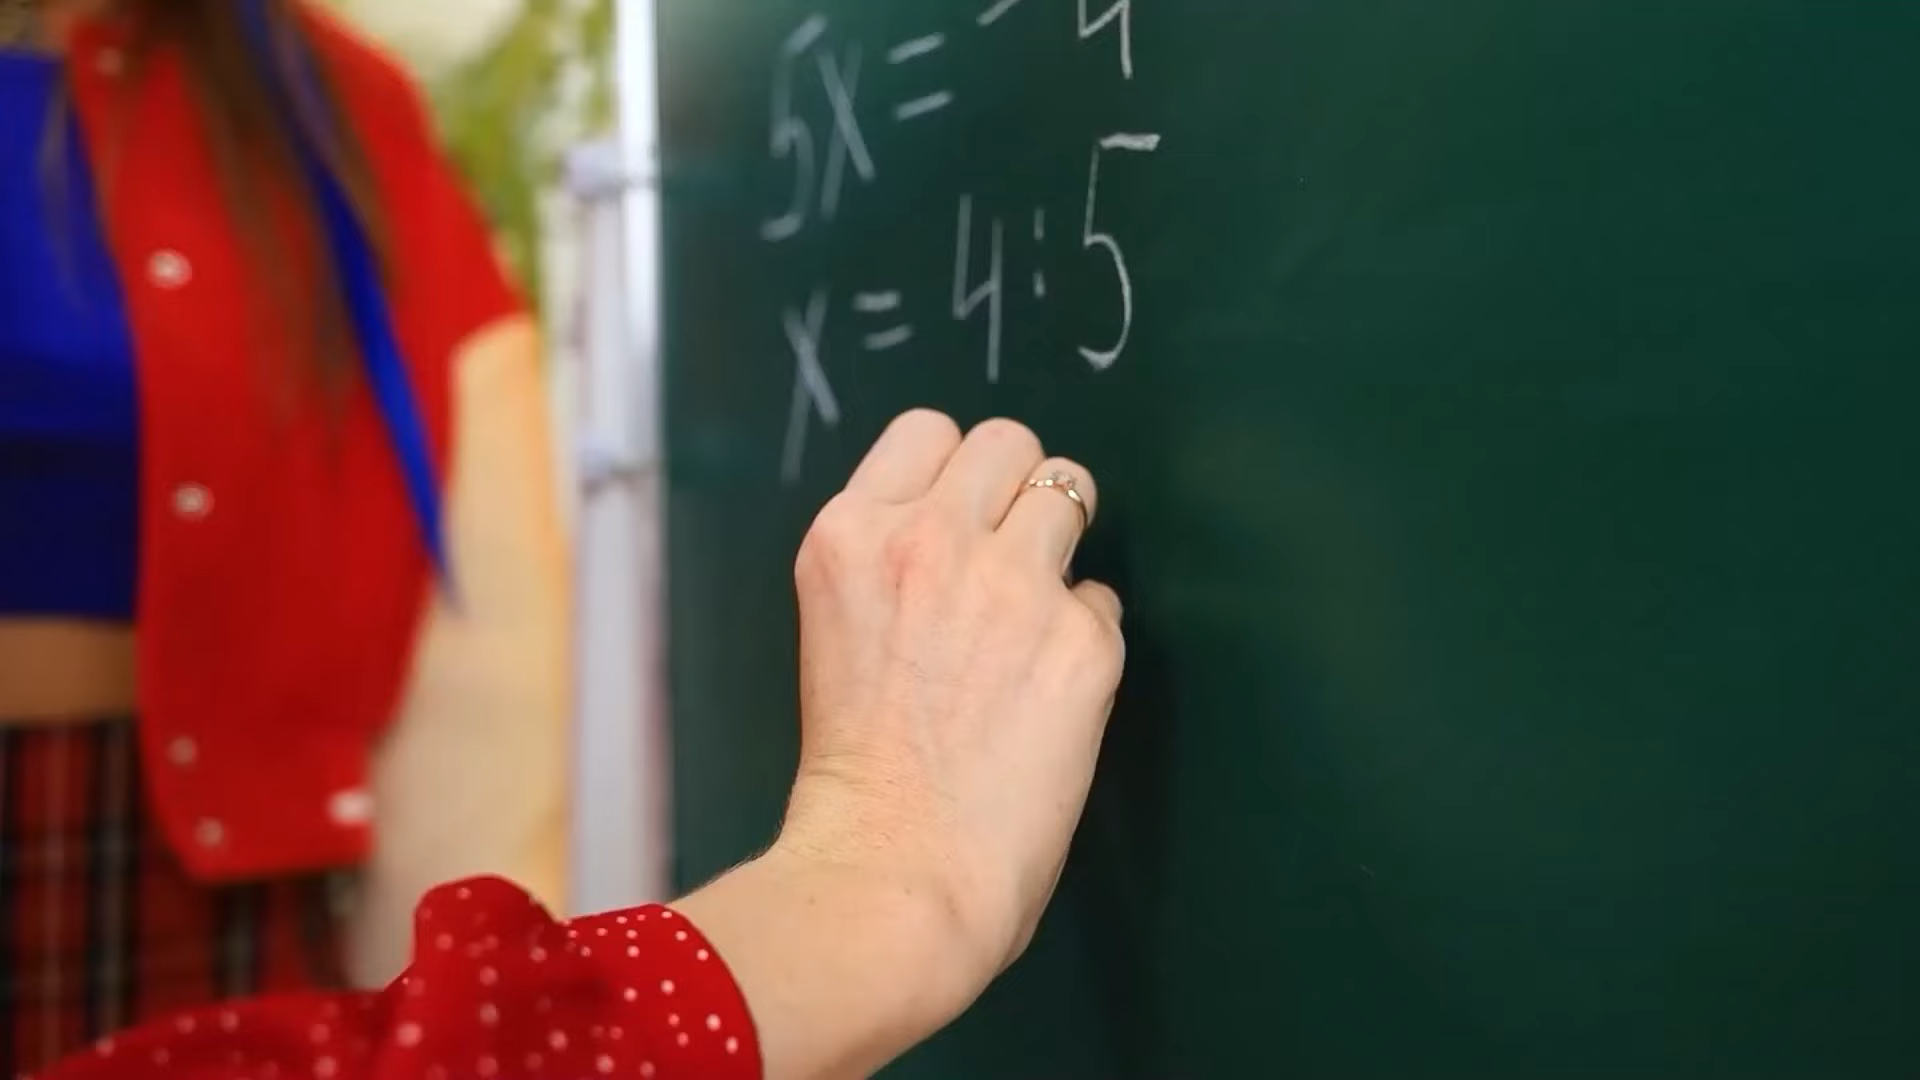 5x = -4
x = 4:5